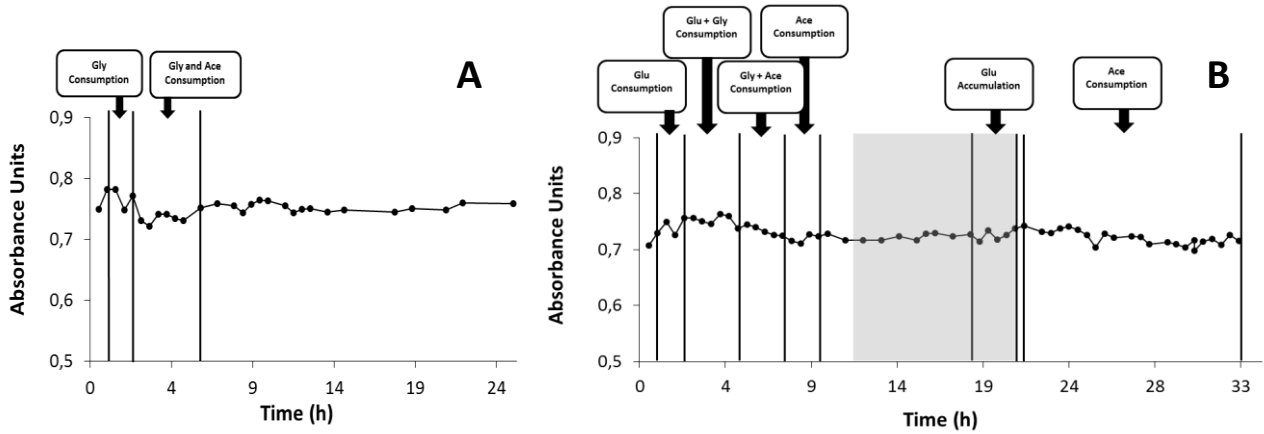 Gly
Consumption
Gly and Ace
Consumption
A
0,9
0,8
0,7
0,6
0,5
Absorbance Units
0
4
9
14
19
24
Time (h)
Glu
Consumption
Glu + Gly
Consumption
Gly + Ace
Consumption
Ace
Consumption
Glu
Accumulation
Ace
Consumption
B
0,9
0,8
0,7
0,6
0,5
Absorbance Units
0
4
9
14
19
24
28
33
Time (h)